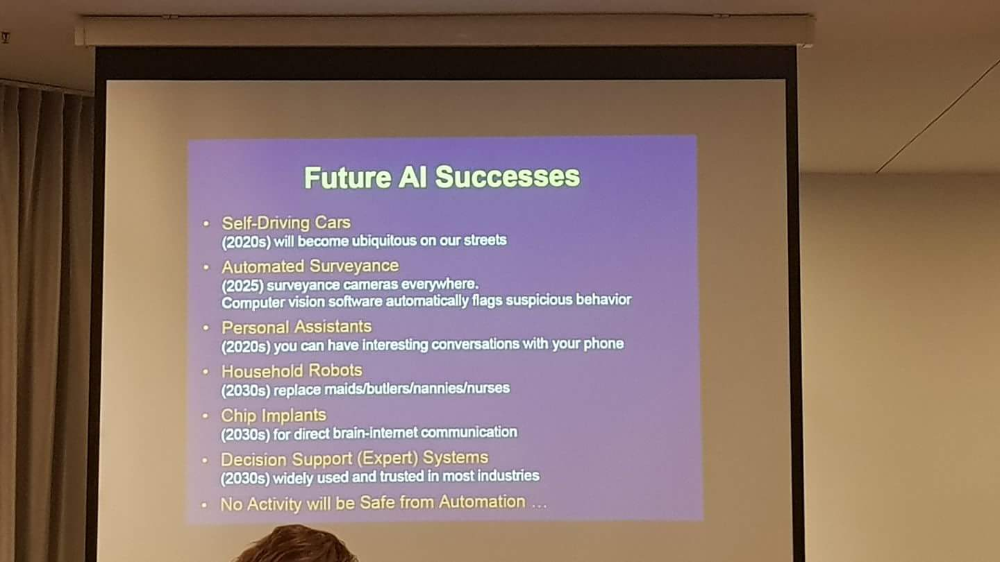 Future AI Successes
• Self-Driving Cars
(2020s) will become ubiquitous on our streets
• Automated Surveyance
(2025) surveyance cameras everywhere.
Computer vision software automatically flags suspicious behavior
• Personal Assistants
(2020s) you can have interesting conversations with your phone
• Household Robots
(2030s) replace maids/butlers/nannies/nurses
• Chip Implants
(2030s) for direct brain-internet communication
• Decision Support (Expert) Systems
(2030s) widely used and trusted in most industries
• No Activity will be Safe from Automation …